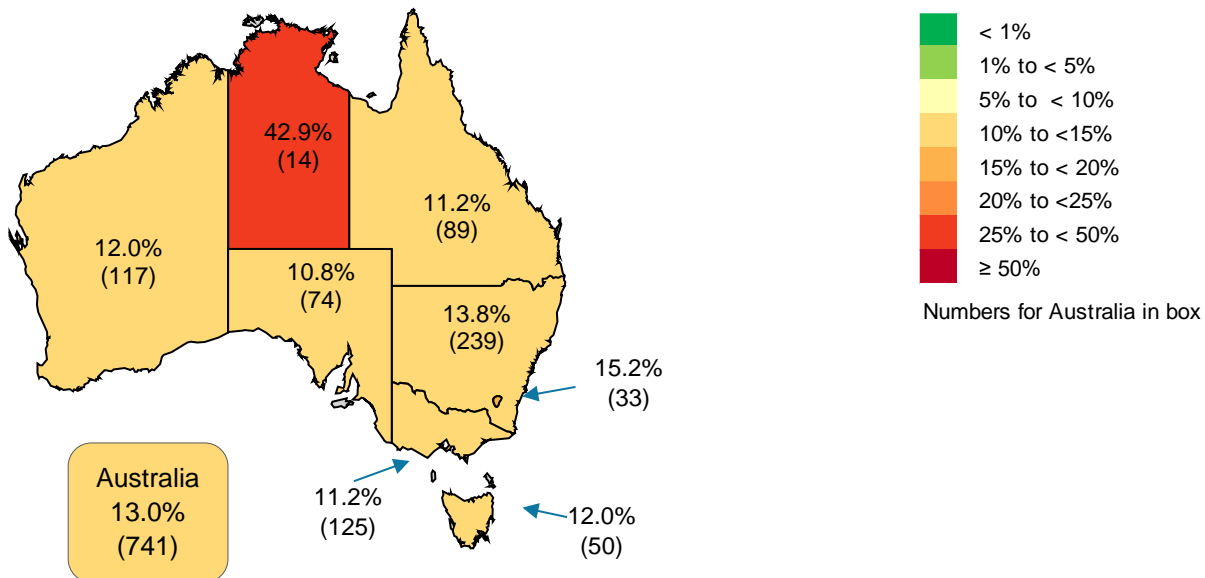 42.9%
(14)
11.2%
(89)
12.0%
(117)
10.8%
(74)
13.8%
(239)
15.2%
(33)
11.2%
(125)
12.0%
(50)
Australia
13.0%
(741)
< 1%
1% to < 5%
5% to < 10%
10% to <15%
15% to < 20%
20% to <25%
25% to < 50%
≥ 50%
Numbers for Australia in box